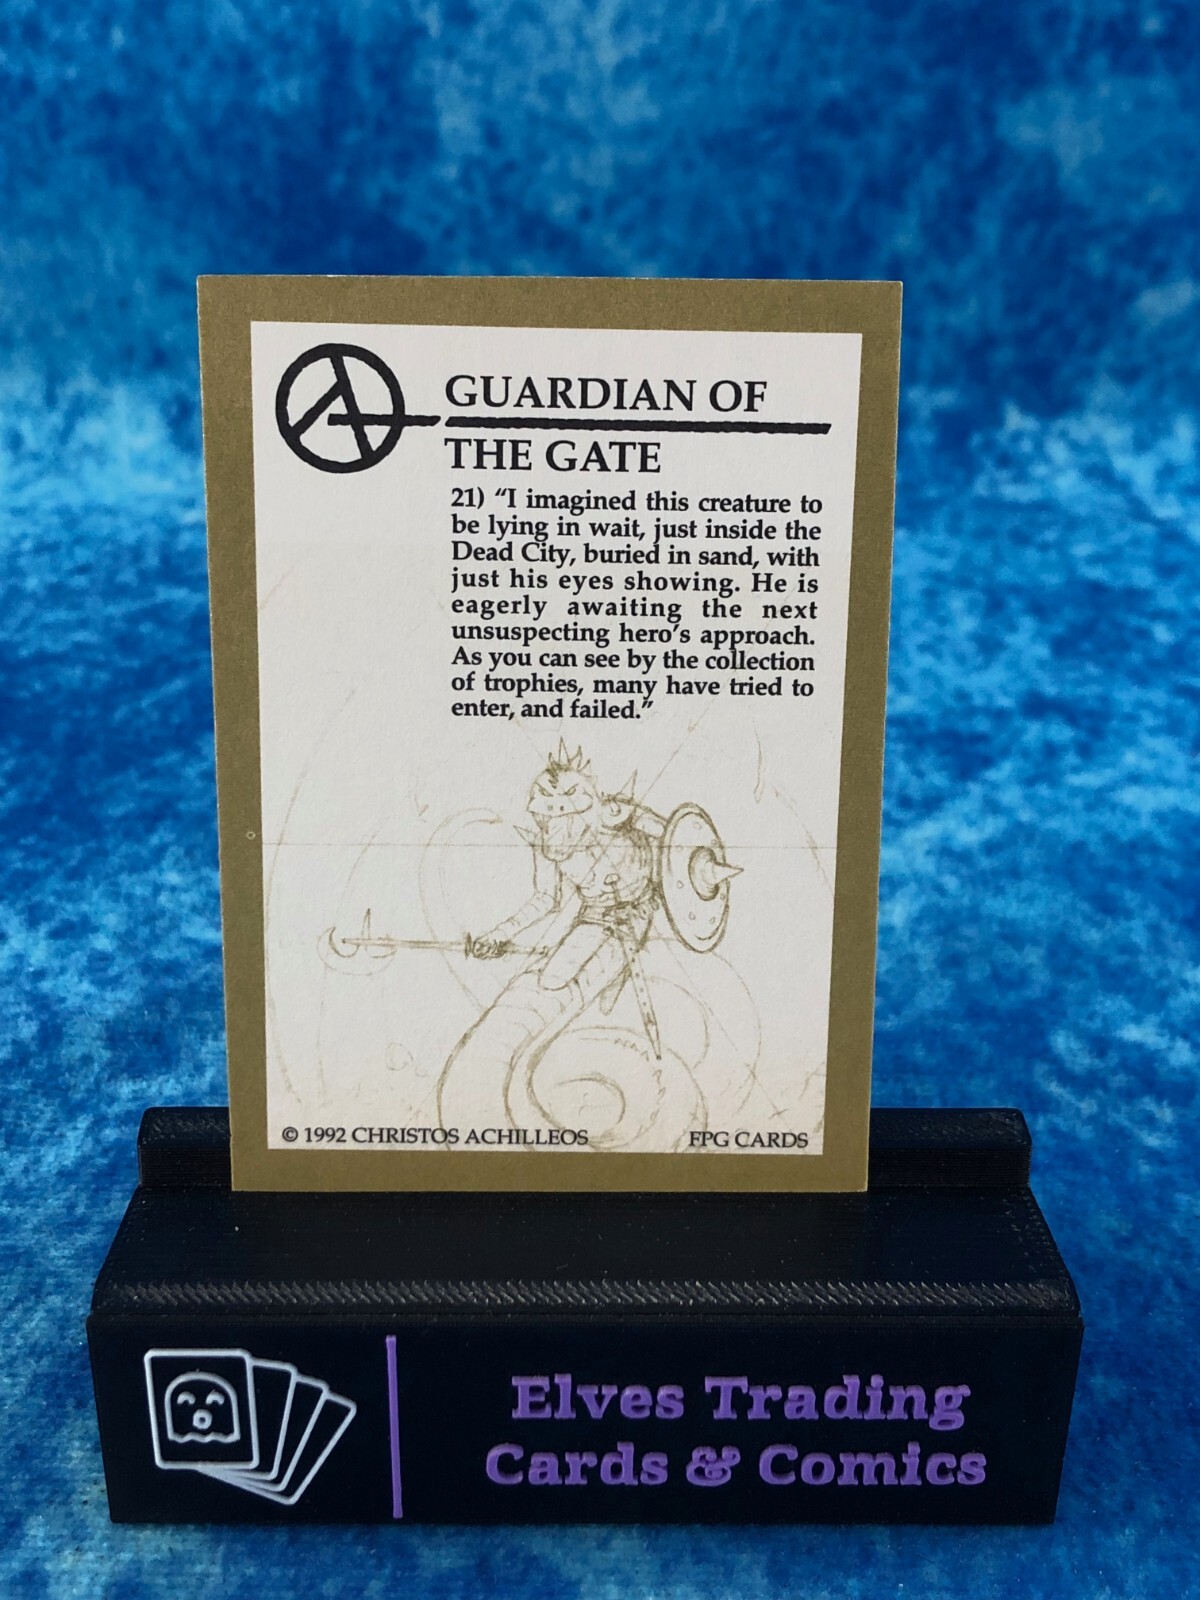 GUARDIAN OF
THE GATE
21) “I imagined this creature to
be lying in wait, just inside the
Dead City, buried in sand, with
just his eyes showing. He is
eagerly awaiting the next
unsuspecting hero’s approach.
As you can see by the collection
of trophies, many have tried to
enter, and failed.”
© 1992 CHRISTOS ACHILLEOS
FPG CARDS
Elves Trading
Cards & Comics